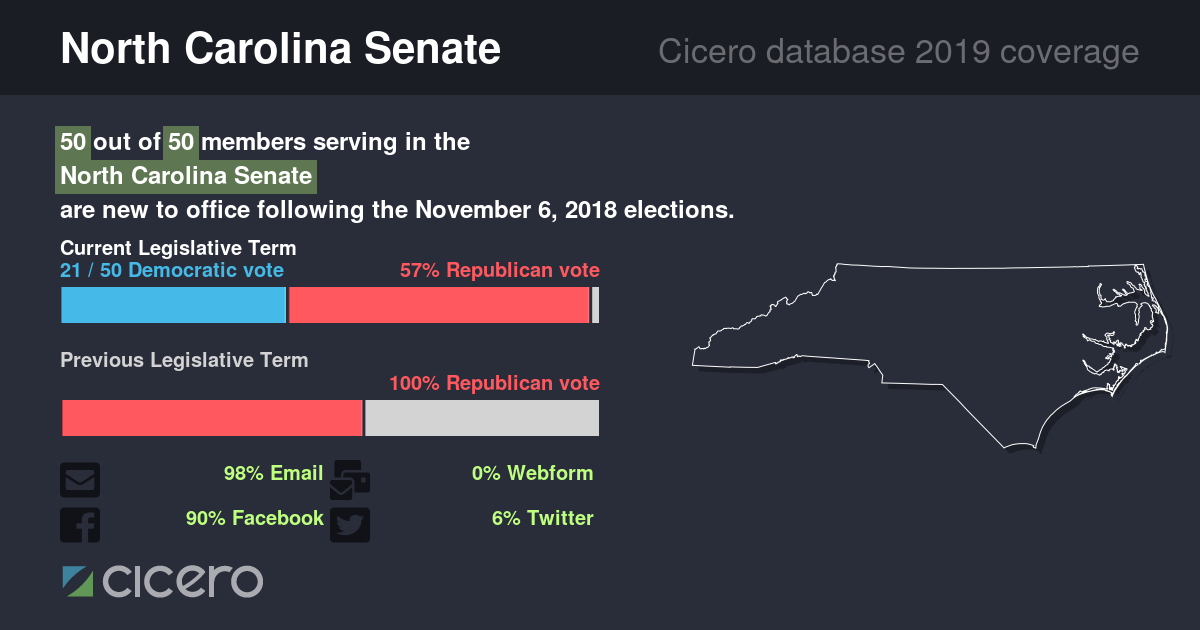 North Carolina Senate
Cicero database 2019 coverage
50 out of 50 members serving in the
North Carolina Senate
are new to office following the November 6, 2018 elections.
Current Legislative Term
21 / 50 Democratic vote
57% Republican vote
Previous Legislative Term
100% Republican vote
98% Email
0% Webform
90% Facebook
6% Twitter
cicero